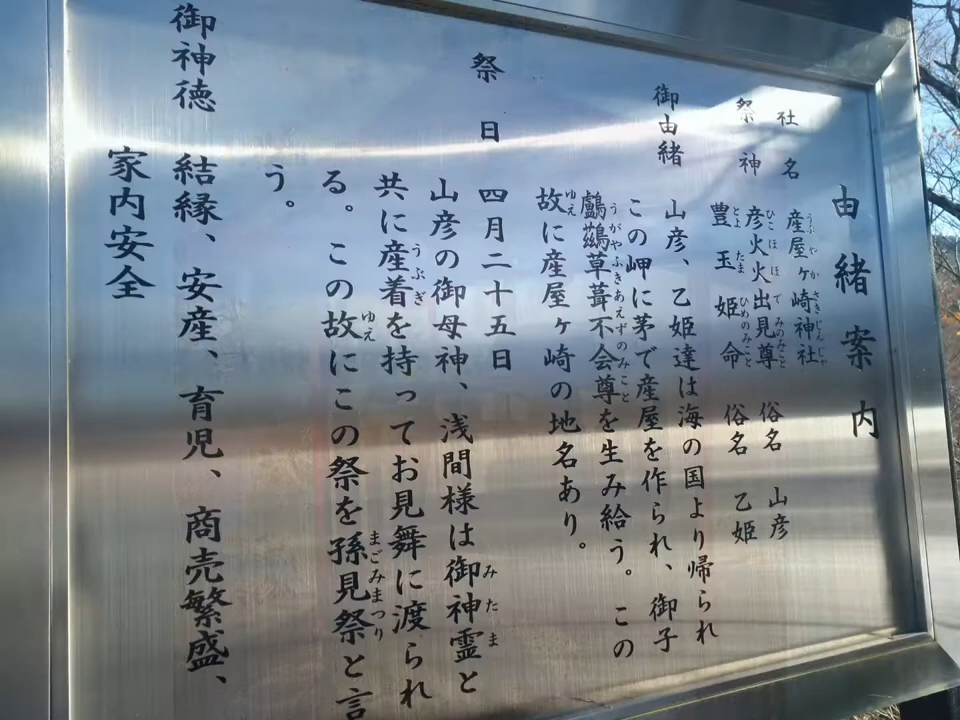 由緒案内
社名 産屋ヶ崎神社
祭神 彦火火出見尊 俗名 山彦
豊玉姫命 俗名 乙姫
御由緒 山彦、乙姫達は海の国より帰られ
この岬に茅で産屋を作られ、御子
鸕鶿草葺不合尊を生み給う。この
故に産屋ヶ崎の地名あり。
祭日 四月二十五日
山彦の御母神、浅間様は御神霊と
共に産着を持ってお見舞に渡られ
る。この故にこの祭を孫見祭と言
う。
御神徳 結縁、安産、育児、商売繁盛、
家内安全